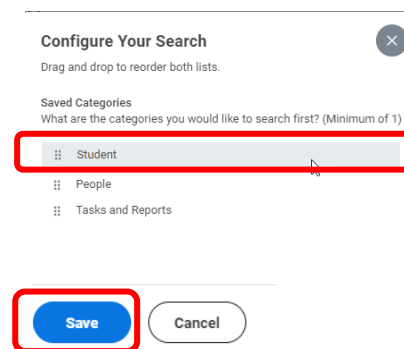 Configure Your Search
Drag and drop to reorder both lists.
Saved Categories
What are the categories you would like to search first? (Minimum of 1)
Student
People
Tasks and Reports
Save
Cancel